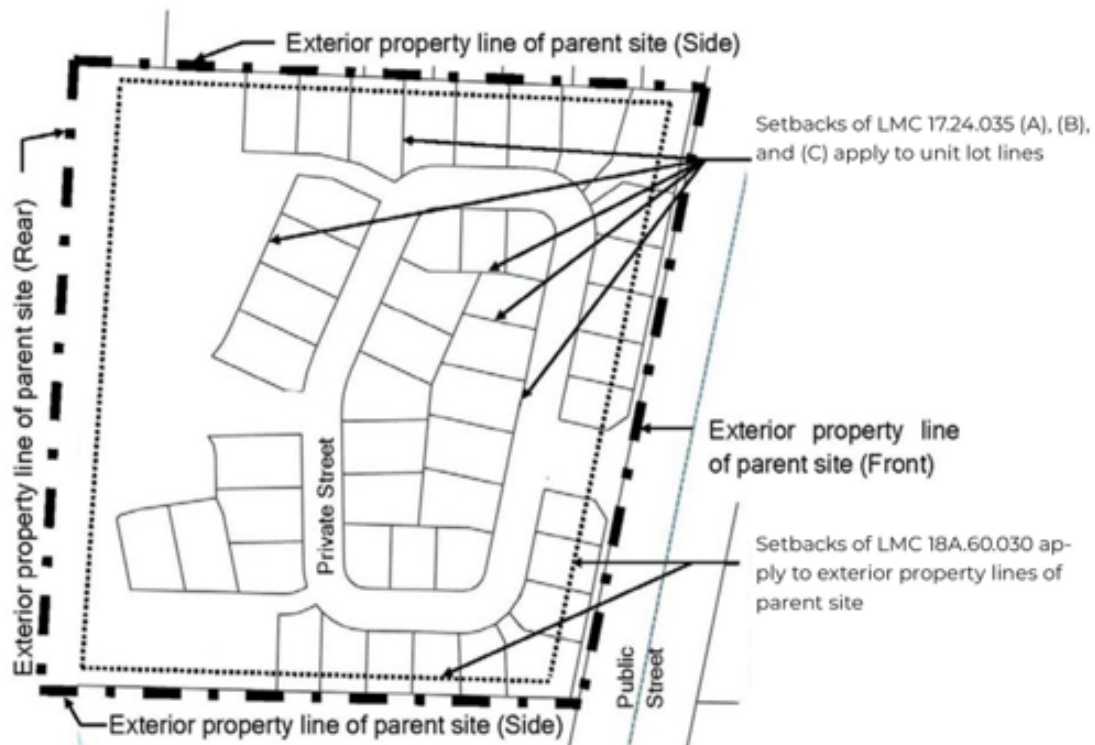 Exterior property line of parent site (Side)
Setbacks of LMC 17.24.035 (A), (B),
and (C) apply to unit lot lines
Exterior property line of parent site (Rear)
Exterior property line
of parent site (Front)
Private Street
Setbacks of LMC 18A.60.030 ap-
ply to exterior property lines of
parent site
Public
Street
Exterior property line of parent site (Side)